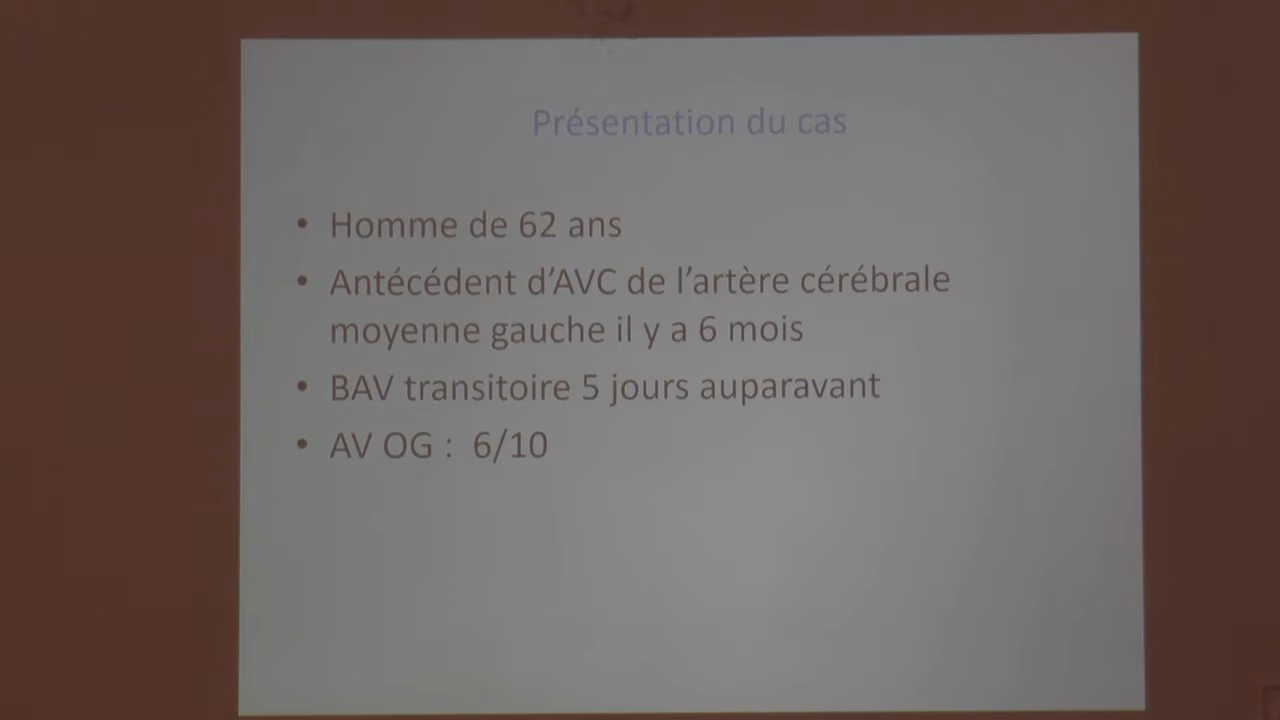 Présentation du cas
• Homme de 62 ans
• Antécédent d’AVC de l’artère cérébrale
moyenne gauche il y a 6 mois
• BAV transitoire 5 jours auparavant
• AV OG : 6/10